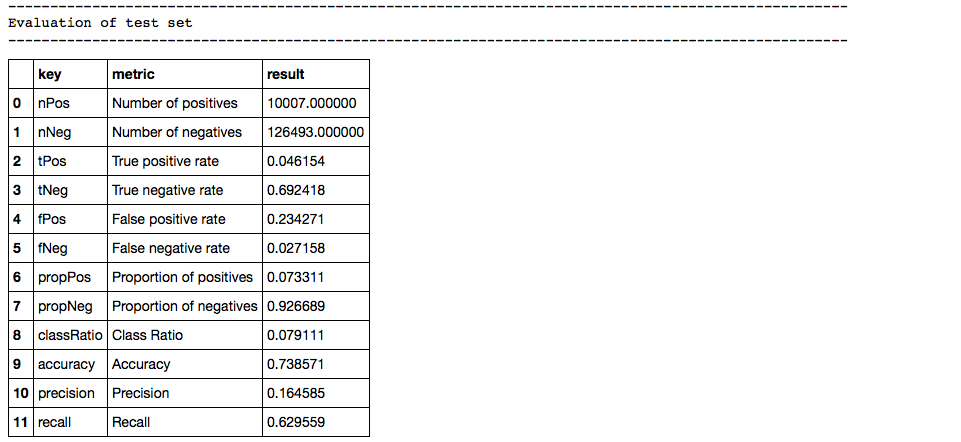 Evaluation of test set
key metric result
0 nPos Number of positives 10007.000000
1 nNeg Number of negatives 126493.000000
2 tPos True positive rate 0.046154
3 tNeg True negative rate 0.692418
4 fPos False positive rate 0.234271
5 fNeg False negative rate 0.027158
6 propPos Proportion of positives 0.073311
7 propNeg Proportion of negatives 0.926689
8 classRatio Class Ratio 0.079111
9 accuracy Accuracy 0.738571
10 precision Precision 0.164585
11 recall Recall 0.629559